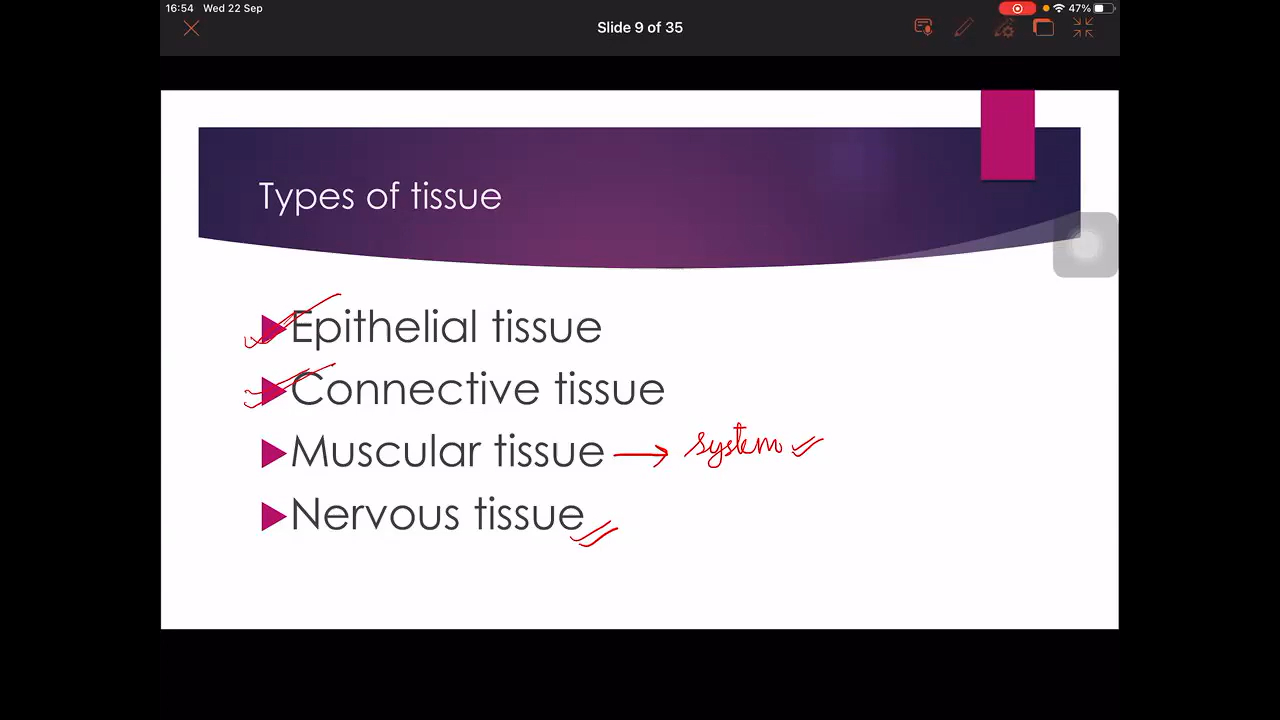 16:54 Wed 22 Sep 47%
Slide 9 of 35
Types of tissue
Epithelial tissue
Connective tissue
Muscular tissue → system
Nervous tissue